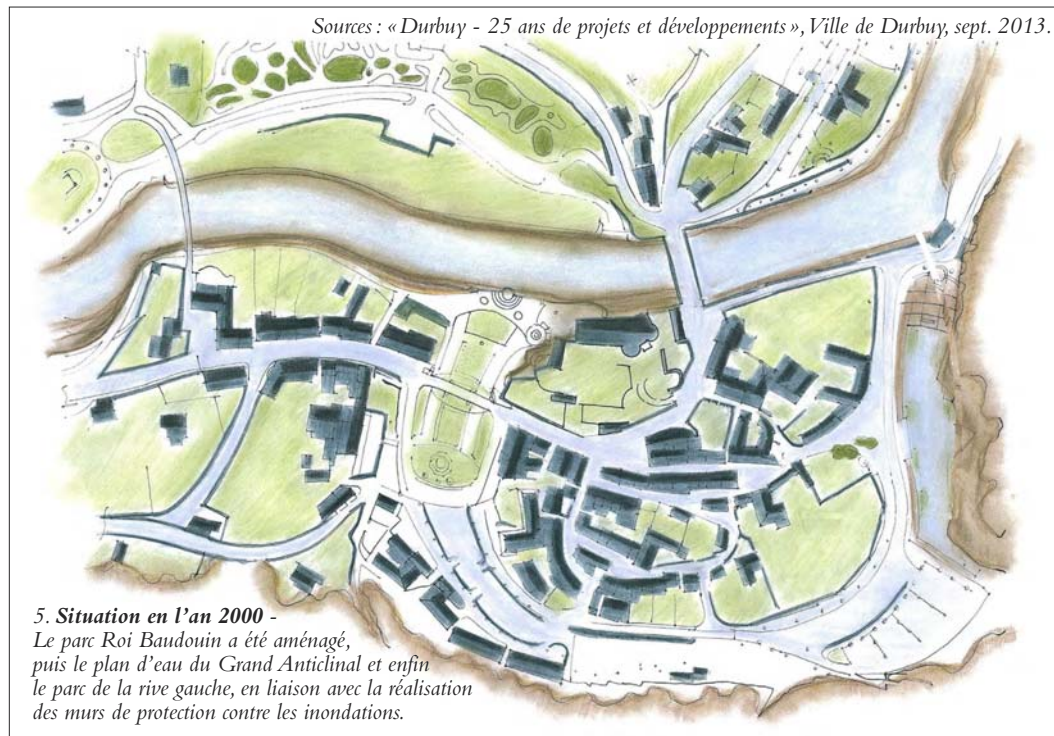 Sources : « Durbuy - 25 ans de projets et développements », Ville de Durbuy, sept. 2013.
5. Situation en l'an 2000 -
Le parc Roi Baudouin a été aménagé,
puis le plan d'eau du Grand Anticlinal et enfin
le parc de la rive gauche, en liaison avec la réalisation
des murs de protection contre les inondations.